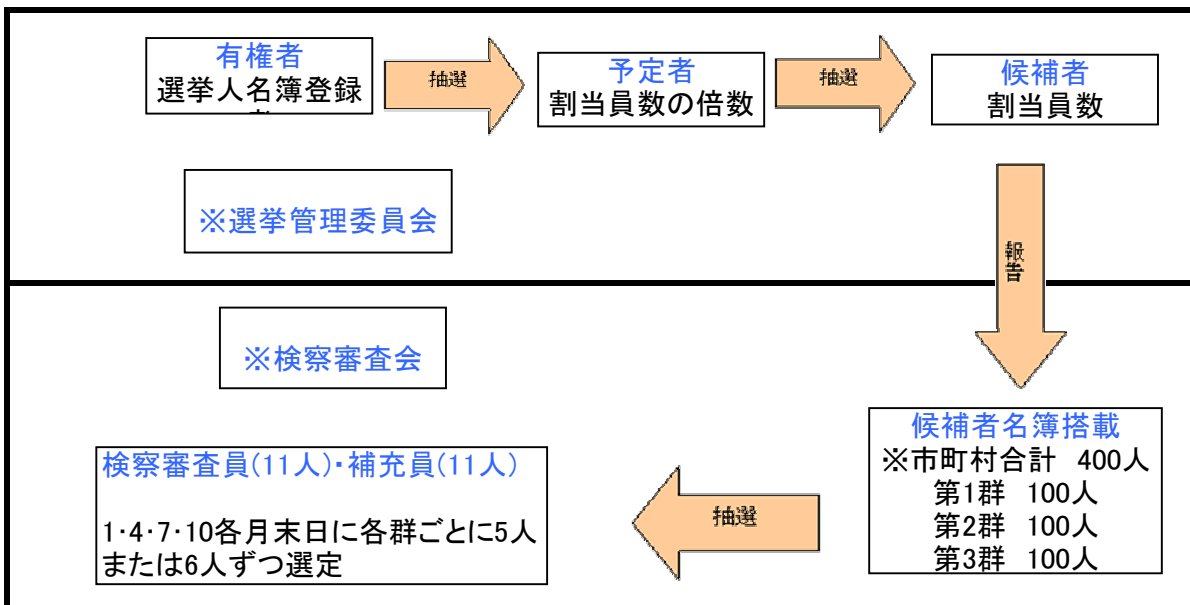 有権者
選挙人名簿登録
抽選
予定者
割当員数の倍数
抽選
候補者
割当員数
※選挙管理委員会
報告
※検察審査会
候補者名簿搭載
※市町村合計 400人
第1群 100人
第2群 100人
第3群 100人
抽選
検察審査員(11人)・補充員(11人)
1・4・7・10各月末日に各群ごとに5人
または6人ずつ選定